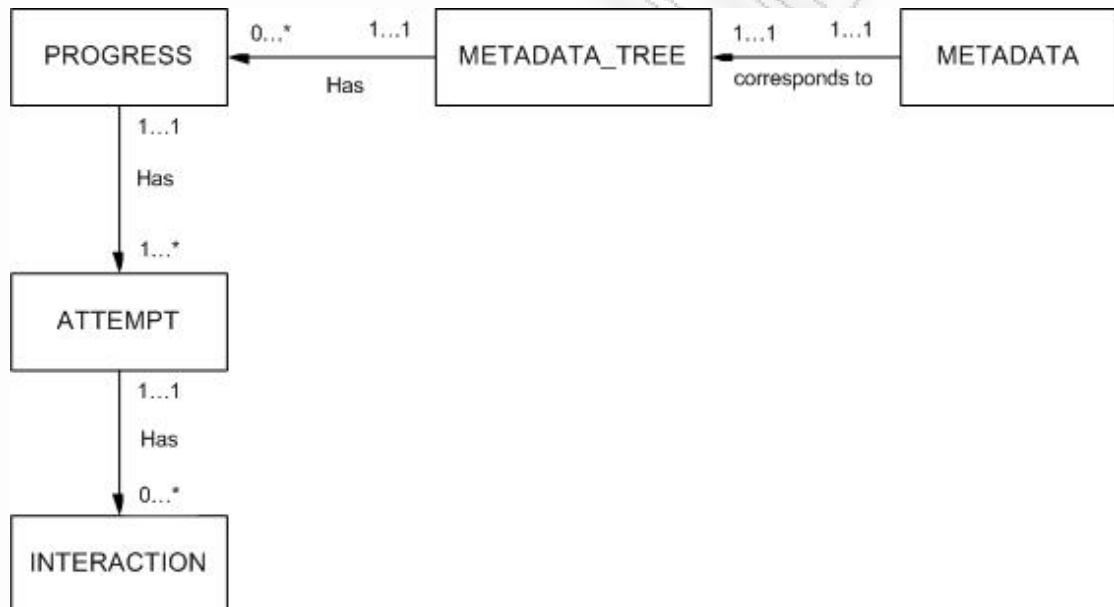 PROGRESS
0...*
1...1
Has
METADATA_TREE
1...1
1...1
corresponds to
METADATA
1...1
Has
1...*
ATTEMPT
1...1
Has
0...*
INTERACTION